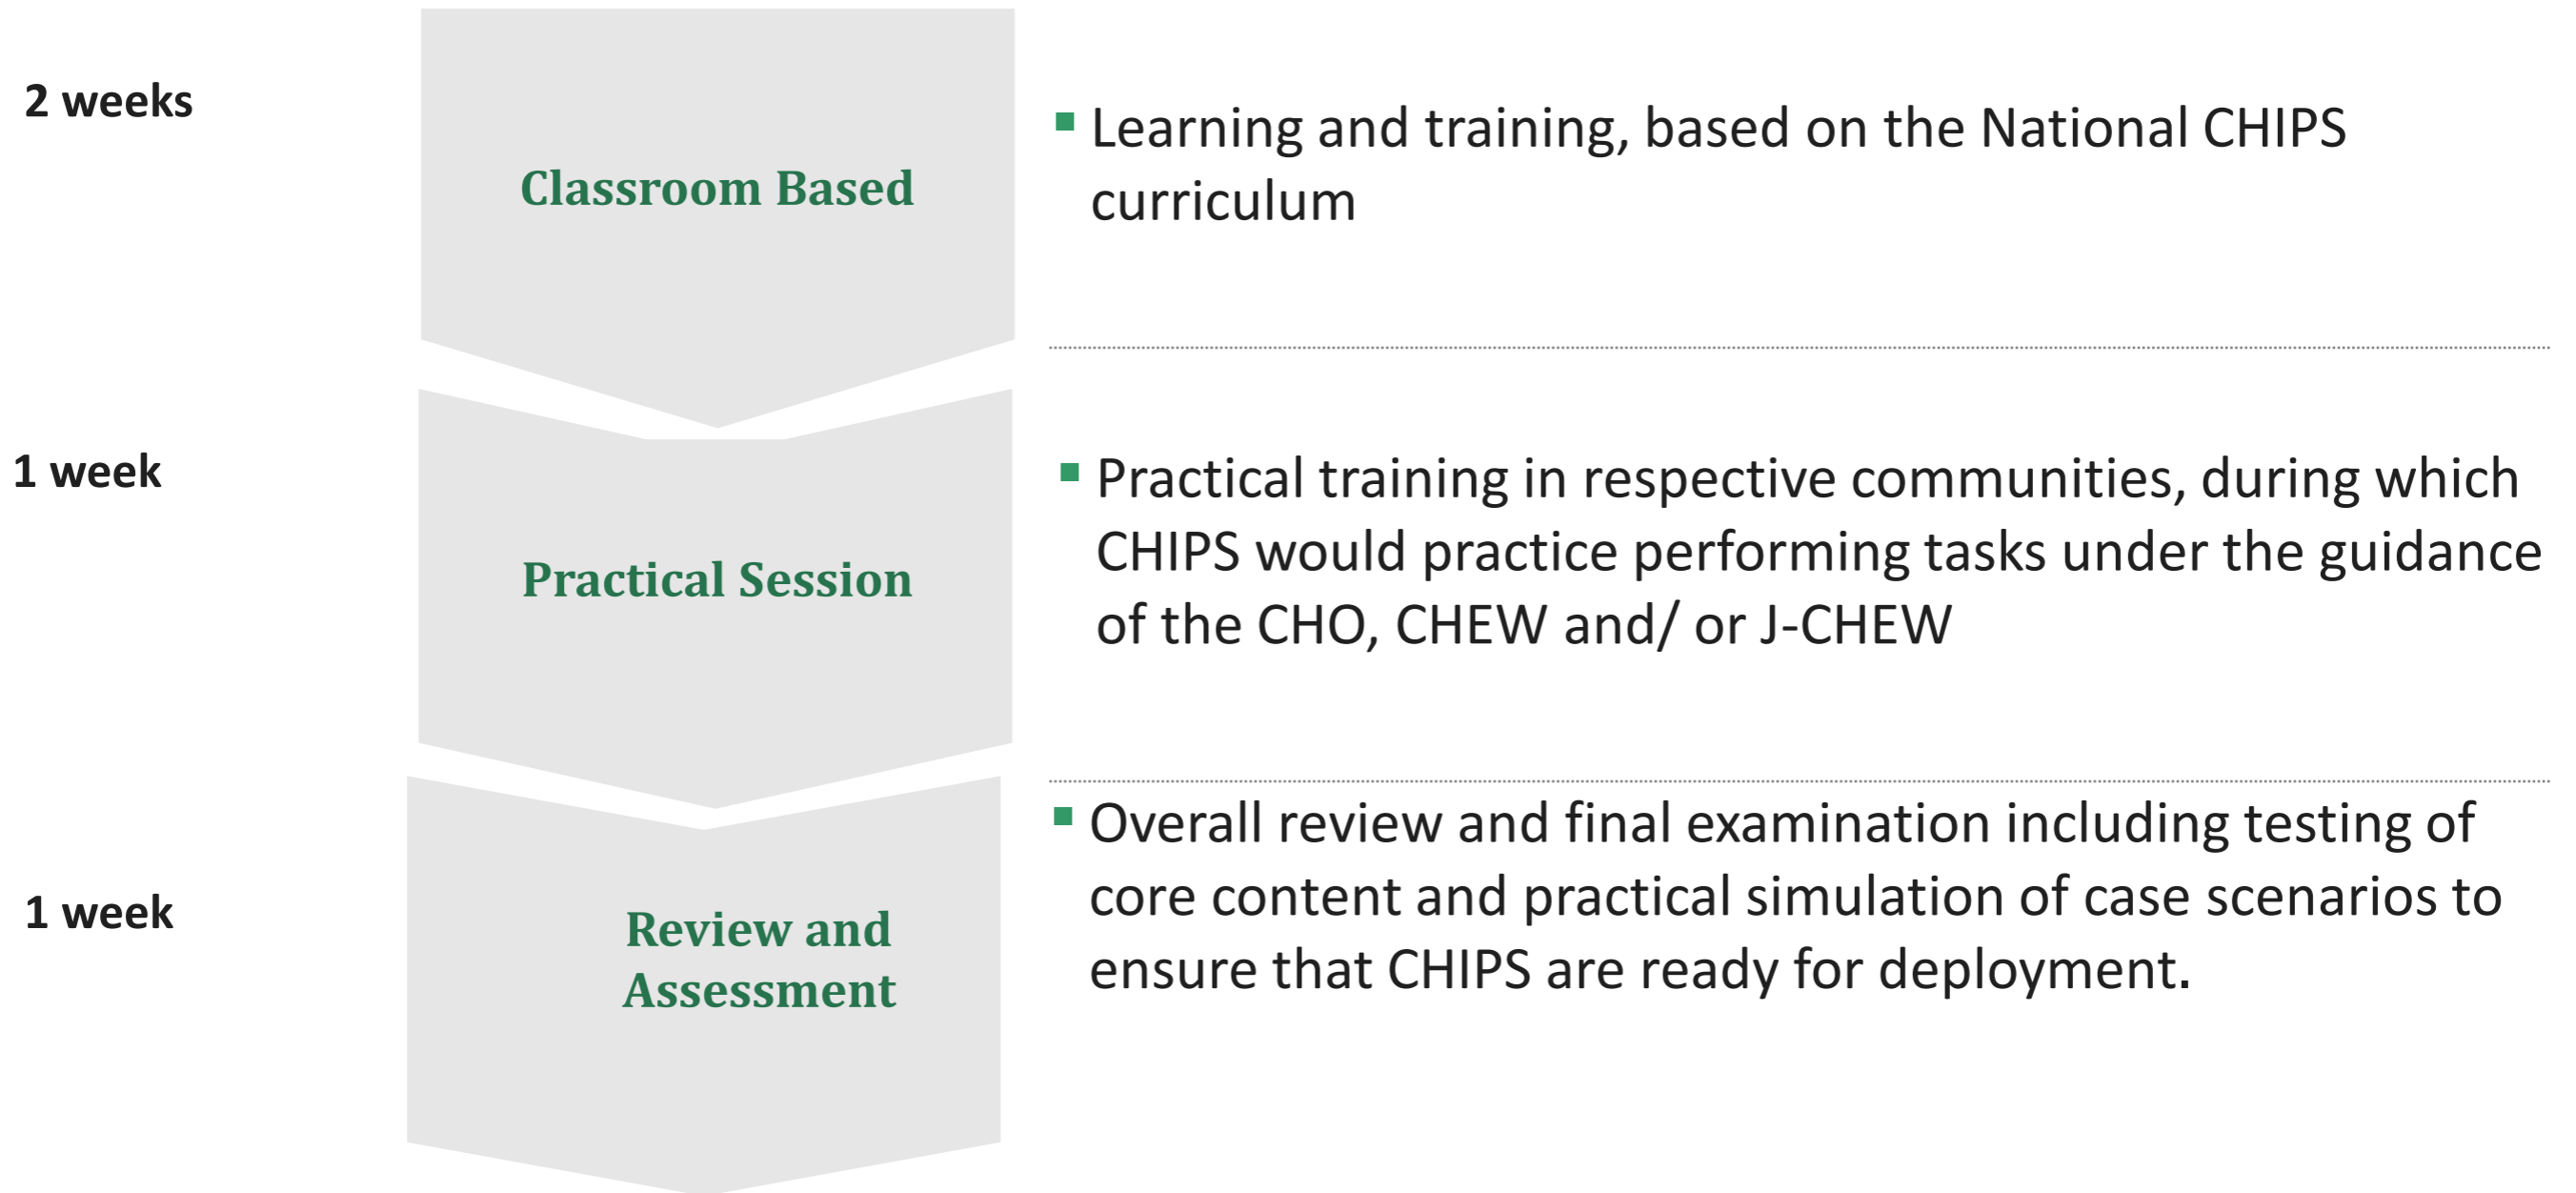 2 weeks
Classroom Based
▪ Learning and training, based on the National CHIPS
curriculum
1 week
Practical Session
▪ Practical training in respective communities, during which
CHIPS would practice performing tasks under the guidance
of the CHO, CHEW and/ or J-CHEW
1 week
Review and
Assessment
▪ Overall review and final examination including testing of
core content and practical simulation of case scenarios to
ensure that CHIPS are ready for deployment.